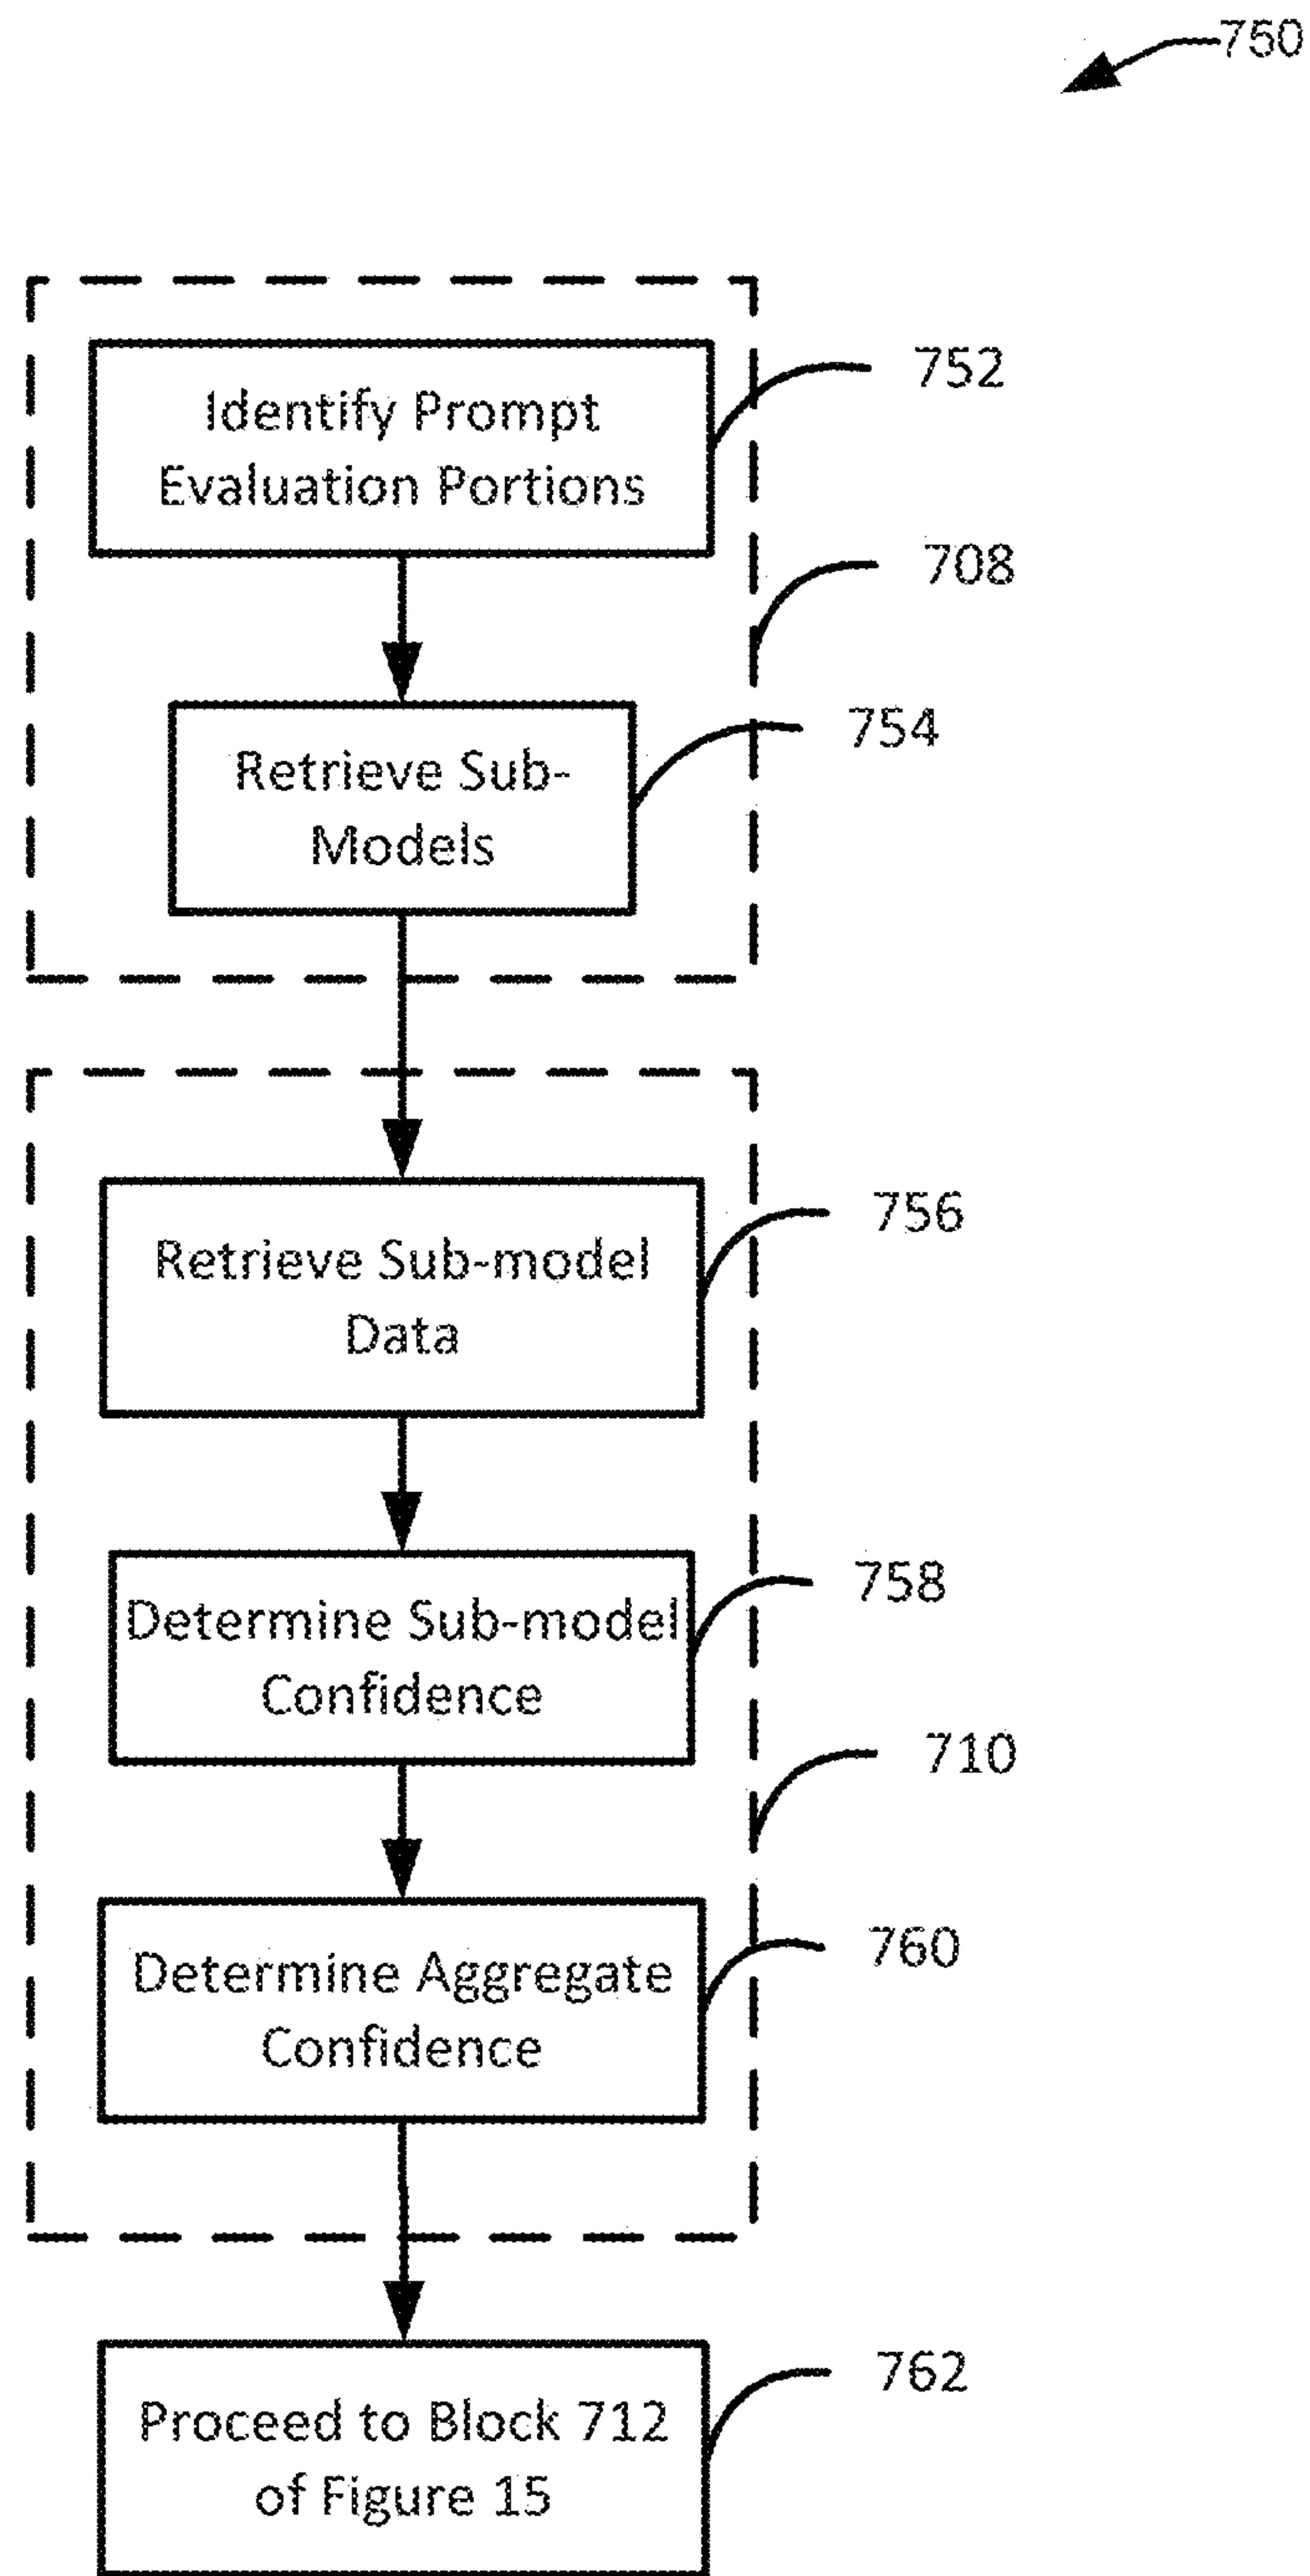 750
Identify Prompt
Evaluation Portions
752
708
Retrieve Sub-
Models
754
Retrieve Sub-model
Data
756
Determine Sub-model
Confidence
758
710
Determine Aggregate
Confidence
760
Proceed to Block 712
of Figure 15
762